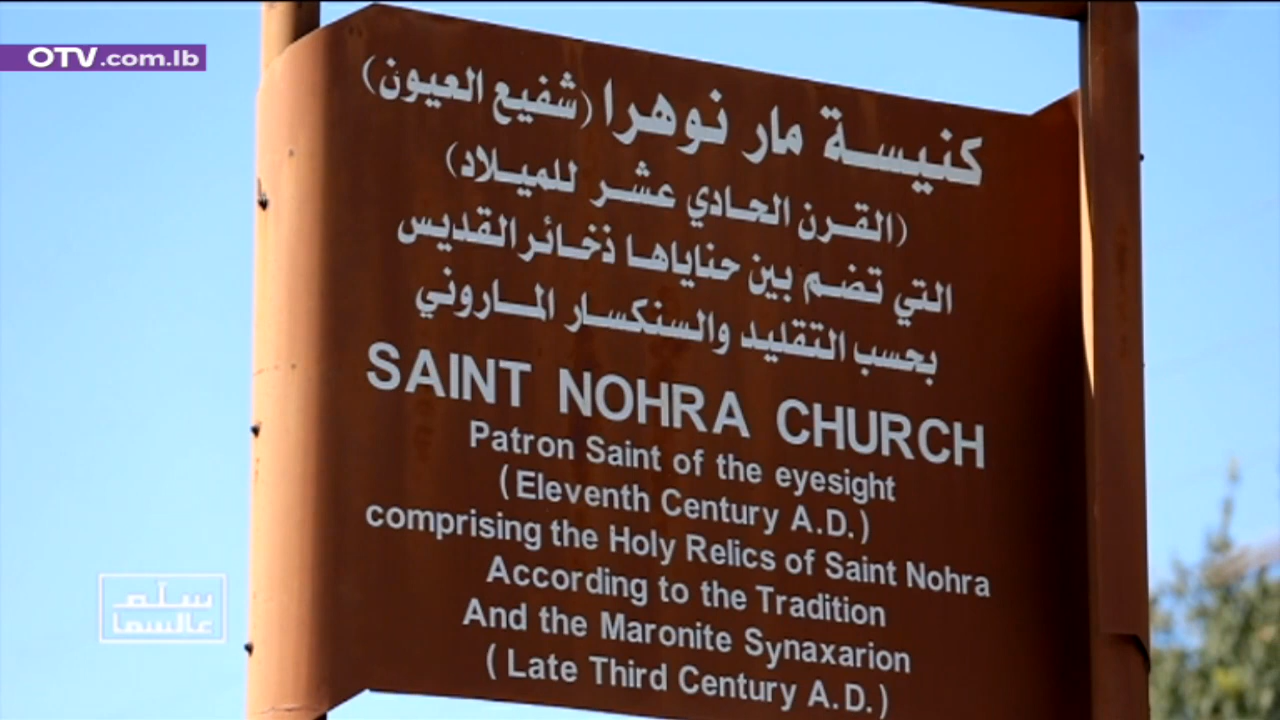 OTV.com.lb
كنيسة مار نوهرا (شفيع العيون)
(القرن الحادي عشر للميلاد)
التي تضم بين حناياها ذخائر القديس
بحسب التقليد والسنكسار الماروني
SAINT NOHRA CHURCH
Patron Saint of the eyesight
(Eleventh Century A.D.)
comprising the Holy Relics of Saint Nohra
According to the Tradition
And the Maronite Synaxarion
( Late Third Century A.D.)
سلم
عالسما